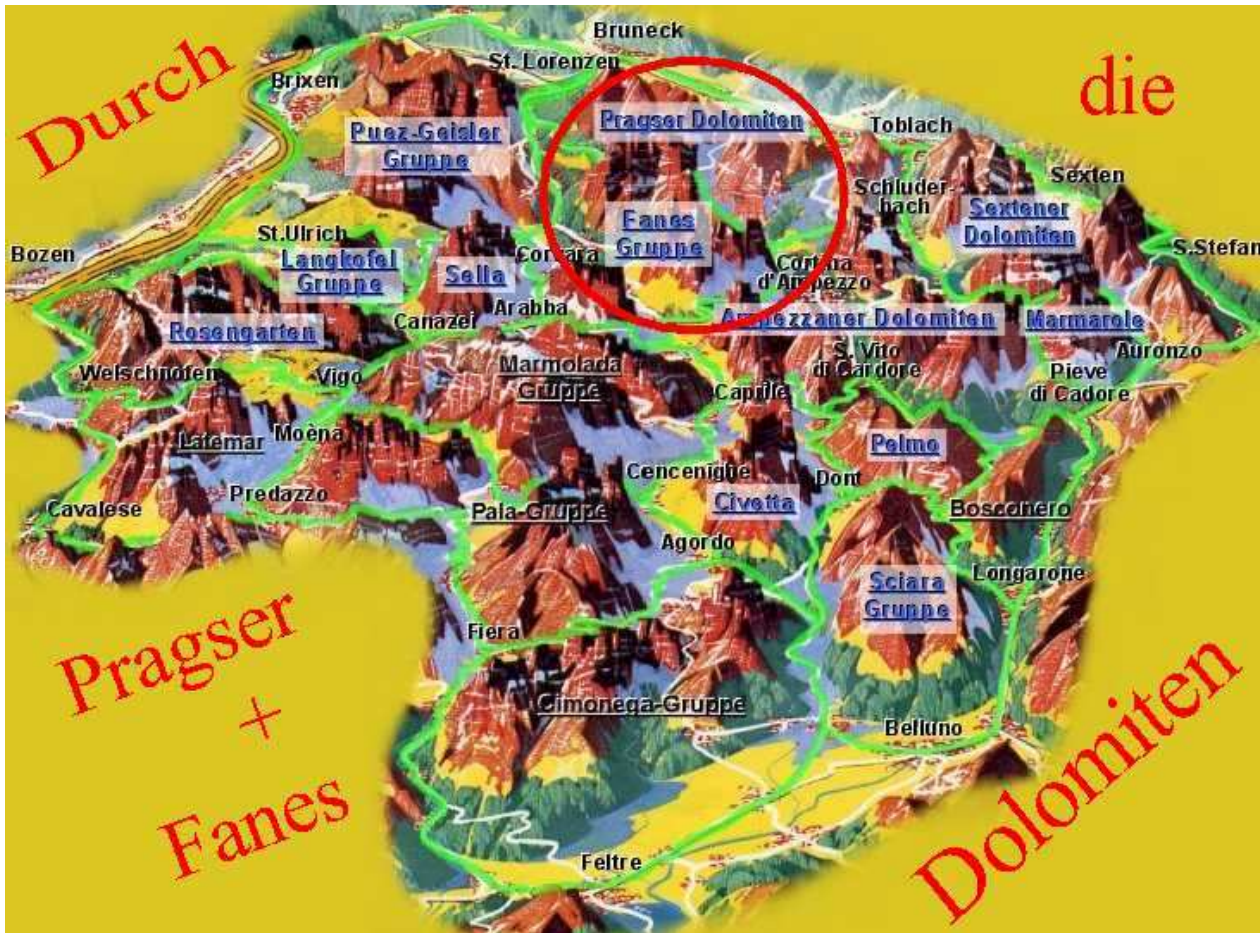 Durch
die
Pragser
+
Fanes
Dolomiten
Bruneck
St. Lorenzen
Brixen
Pragser Dolomiten
Toblach
Puez-Geisler
Gruppe
Schluder-
bach
Sexten
Sextener
Dolomiten
Fanes
Gruppe
St.Ulrich
Bozen
Langkofel
Gruppe
Sella
Corvara
Cortina
d'Ampezzo
S.Stefan
Arabba
Canazei
Rosengarten
Ampezzaner Dolomiten
Marmarole
Auronzo
Welschnofen
Vigo
Marmolada
Gruppe
S. Vito
di Cardore
Caprile
Pieve
di Cadore
Latemar
Moèna
Pelmo
Cencenighe
Dont
Predazzo
Cavalese
Pala-Gruppe
Civetta
Bosconero
Agordo
Longarone
Sciara
Gruppe
Fiera
Cimonega-Gruppe
Belluno
Feltre